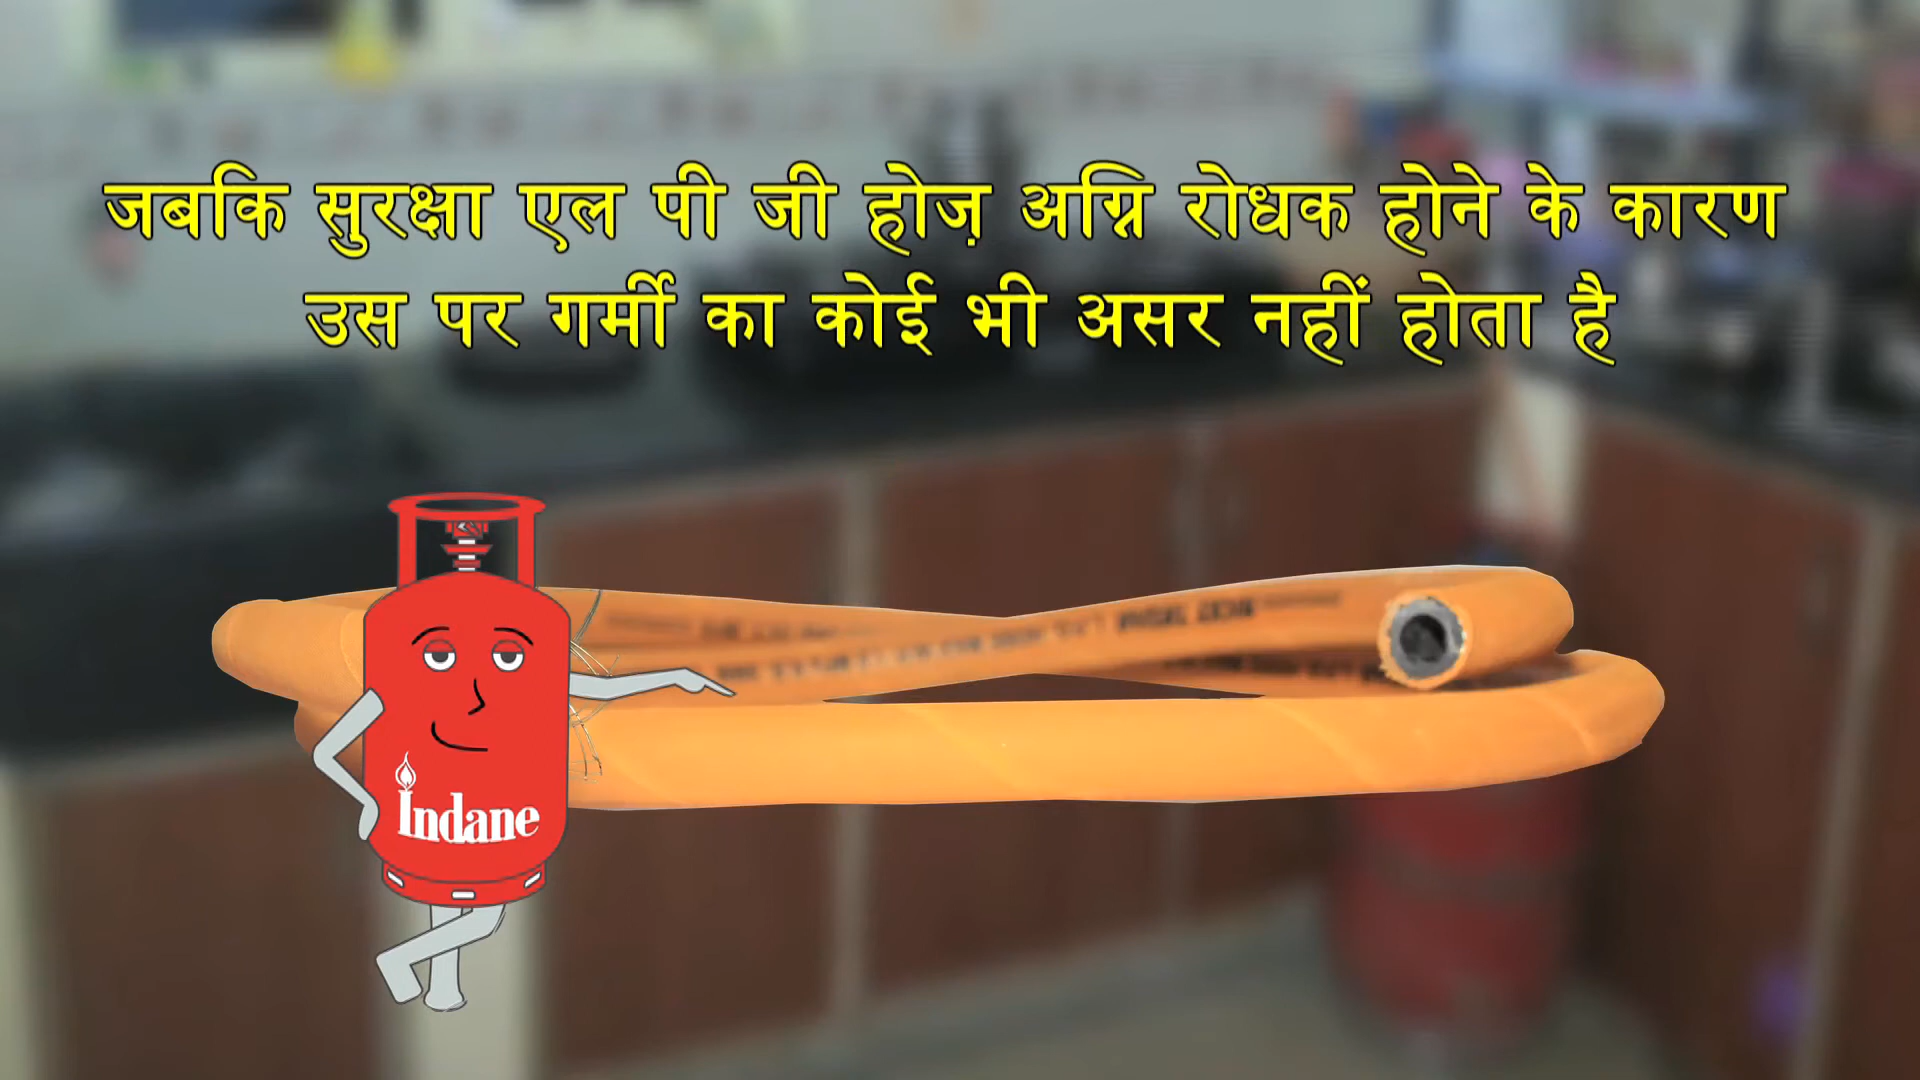 जबकि सुरक्षा एल पी जी होज़ अग्नि रोधक होने के कारण
उस पर गर्मी का कोई भी असर नहीं होता है
Indane